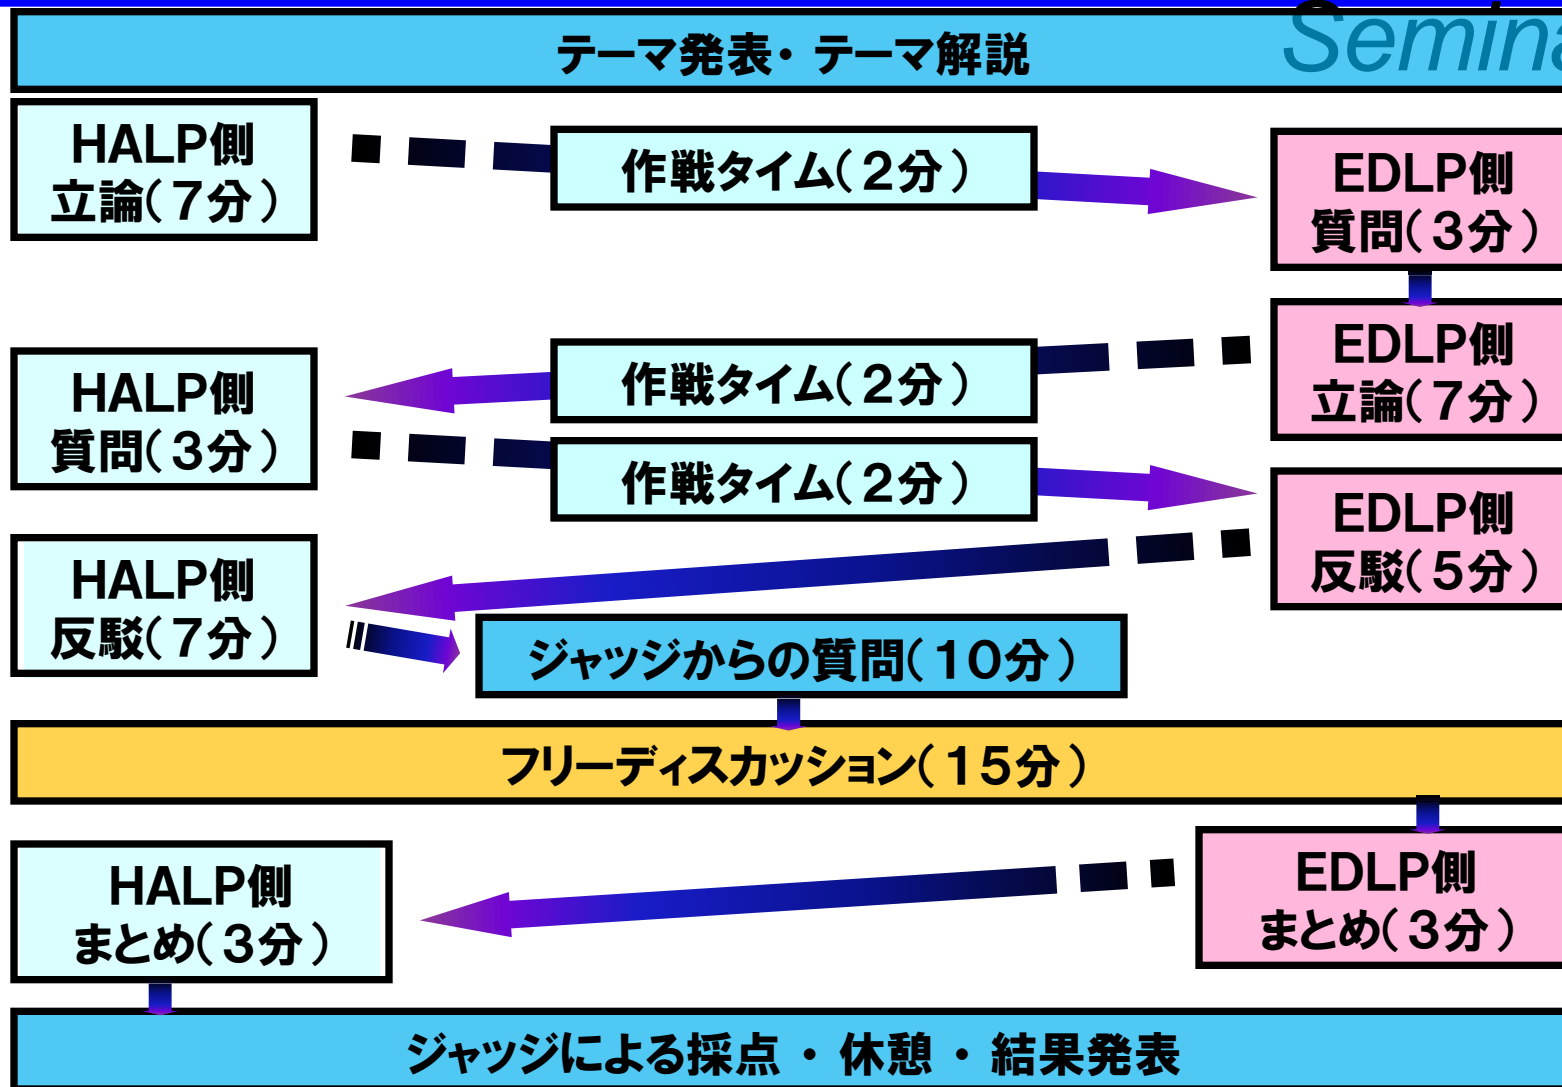 Semina
テーマ発表・テーマ解説
HALP側
立論(7分)
作戦タイム(2分)
EDLP側
質問(3分)
EDLP側
立論(7分)
作戦タイム(2分)
HALP側
質問(3分)
作戦タイム(2分)
EDLP側
反駁(5分)
HALP側
反駁(7分)
ジャッジからの質問(10分)
フリーディスカッション(15分)
EDLP側
まとめ(3分)
HALP側
まとめ(3分)
ジャッジによる採点・休憩・結果発表